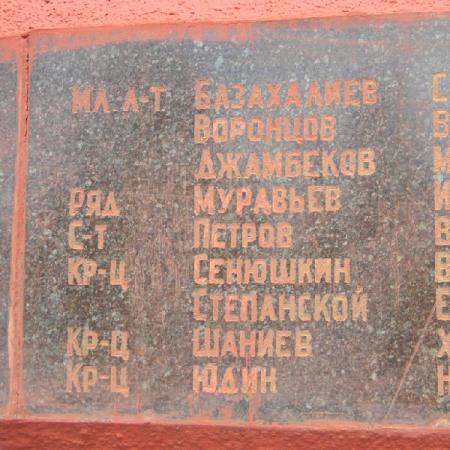 Мл. л-т Базахалиев С
Воронцов В
Джамбеков М
Ряд Муравьев И
С-т Петров В
Кр-ц Сенюшкин В
Степанской Е
Кр-ц Шаниев Х
Кр-ц Юдин Н